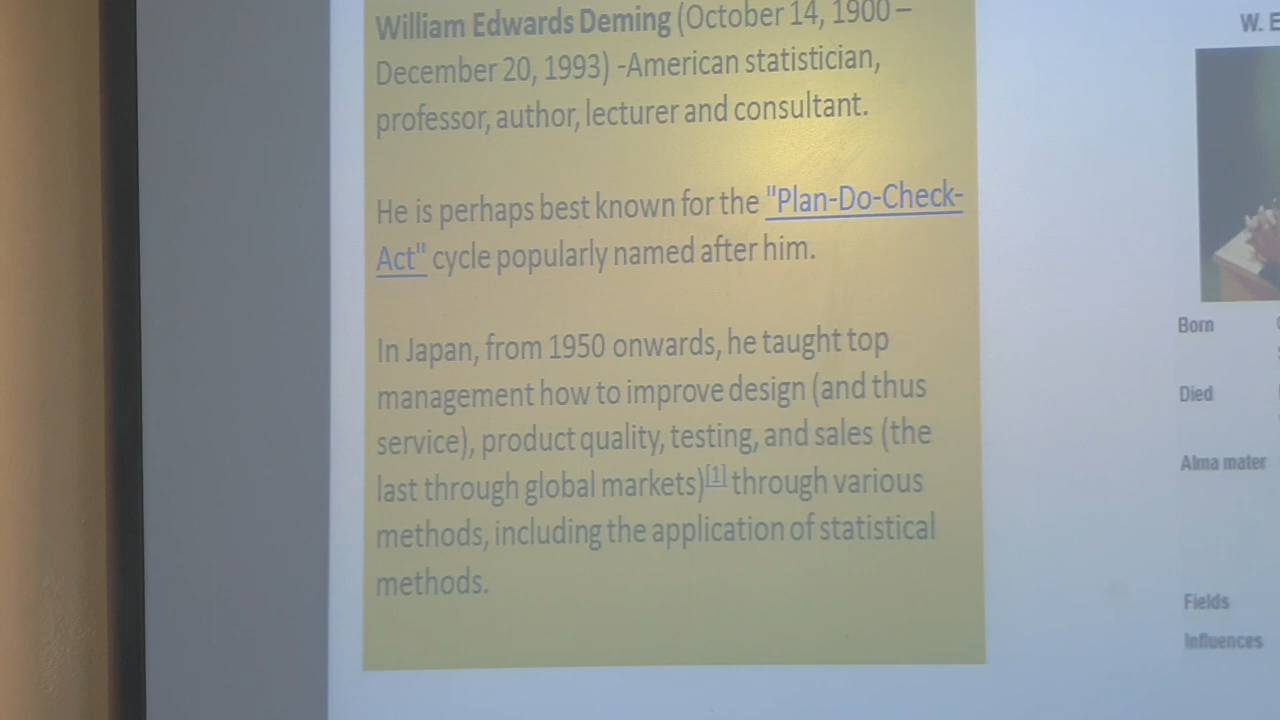 William Edwards Deming (October 14, 1900 –
December 20, 1993) -American statistician,
professor, author, lecturer and consultant.
He is perhaps best known for the "Plan-Do-Check-
Act" cycle popularly named after him.
In Japan, from 1950 onwards, he taught top
management how to improve design (and thus
service), product quality, testing, and sales (the
last through global markets)[1] through various
methods, including the application of statistical
methods.
W. E
Born
Died
Alma mater
Fields
Influences